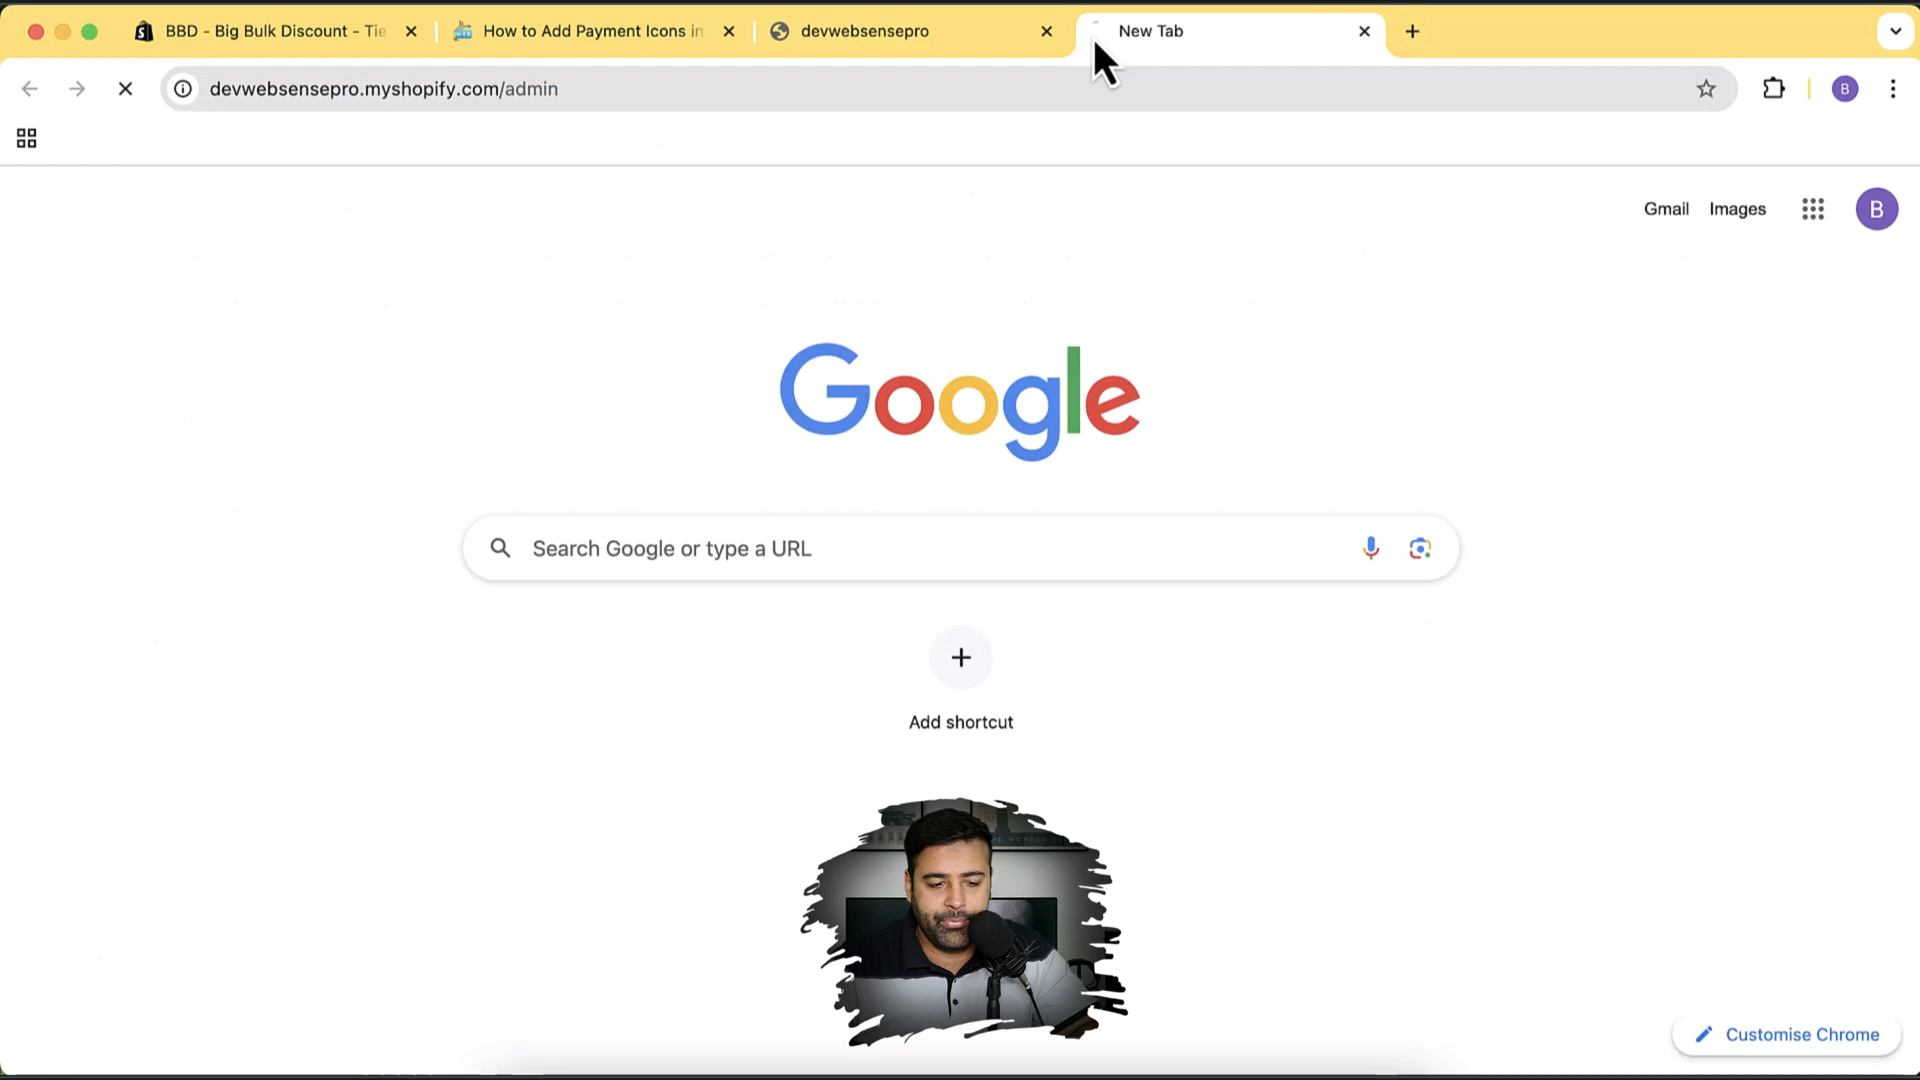 BBD - Big Bulk Discount - Tie
How to Add Payment Icons in
devwebsensepro
New Tab
devwebsensepro.myshopify.com/admin
B
Gmail
Images
B
Google
Search Google or type a URL
Add shortcut
Customise Chrome